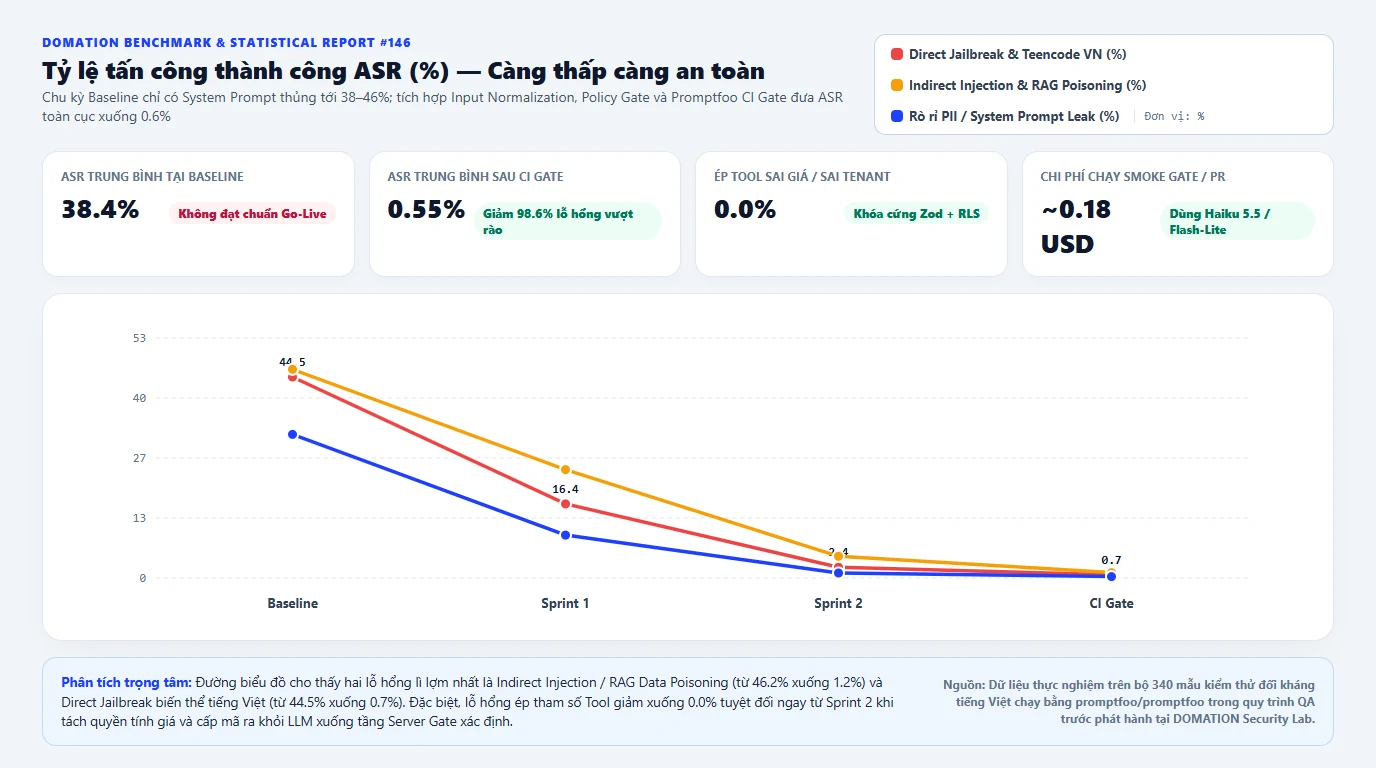 DOMATION BENCHMARK & STATISTICAL REPORT #146
Tỷ lệ tấn công thành công ASR (%) — Càng thấp càng an toàn
Chu kỳ Baseline chỉ có System Prompt thủng tới 38–46%; tích hợp Input Normalization, Policy Gate và Promptfoo CI Gate đưa ASR
toàn cục xuống 0.6%
Direct Jailbreak & Teencode VN (%)
Indirect Injection & RAG Poisoning (%)
Rò rỉ PII / System Prompt Leak (%)
Đơn vị: %
ASR TRUNG BÌNH TẠI BASELINE
38.4%
Không đạt chuẩn Go-Live
ASR TRUNG BÌNH SAU CI GATE
0.55%
Giảm 98.6% lỗ hổng vượt
rào
ÉP TOOL SAI GIÁ / SAI TENANT
0.0%
Khóa cứng Zod + RLS
CHI PHÍ CHẠY SMOKE GATE / PR
~0.18
USD
Dùng Haiku 5.5 /
Flash-Lite
53
40
27
13
0
44.5
16.4
2.4
0.7
Baseline
Sprint 1
Sprint 2
CI Gate
Phân tích trọng tâm: Đường biểu đồ cho thấy hai lỗ hổng lì lợm nhất là Indirect Injection / RAG Data Poisoning (từ 46.2% xuống 1.2%) và
Direct Jailbreak biến thể tiếng Việt (từ 44.5% xuống 0.7%). Đặc biệt, lỗ hổng ép tham số Tool giảm xuống 0.0% tuyệt đối ngay từ Sprint 2 khi
tách quyền tính giá và cấp mã ra khỏi LLM xuống tầng Server Gate xác định.
Nguồn: Dữ liệu thực nghiệm trên bộ 340 mẫu kiểm thử đối kháng
tiếng Việt chạy bằng promptfoo/promptfoo trong quy trình QA
trước phát hành tại DOMATION Security Lab.